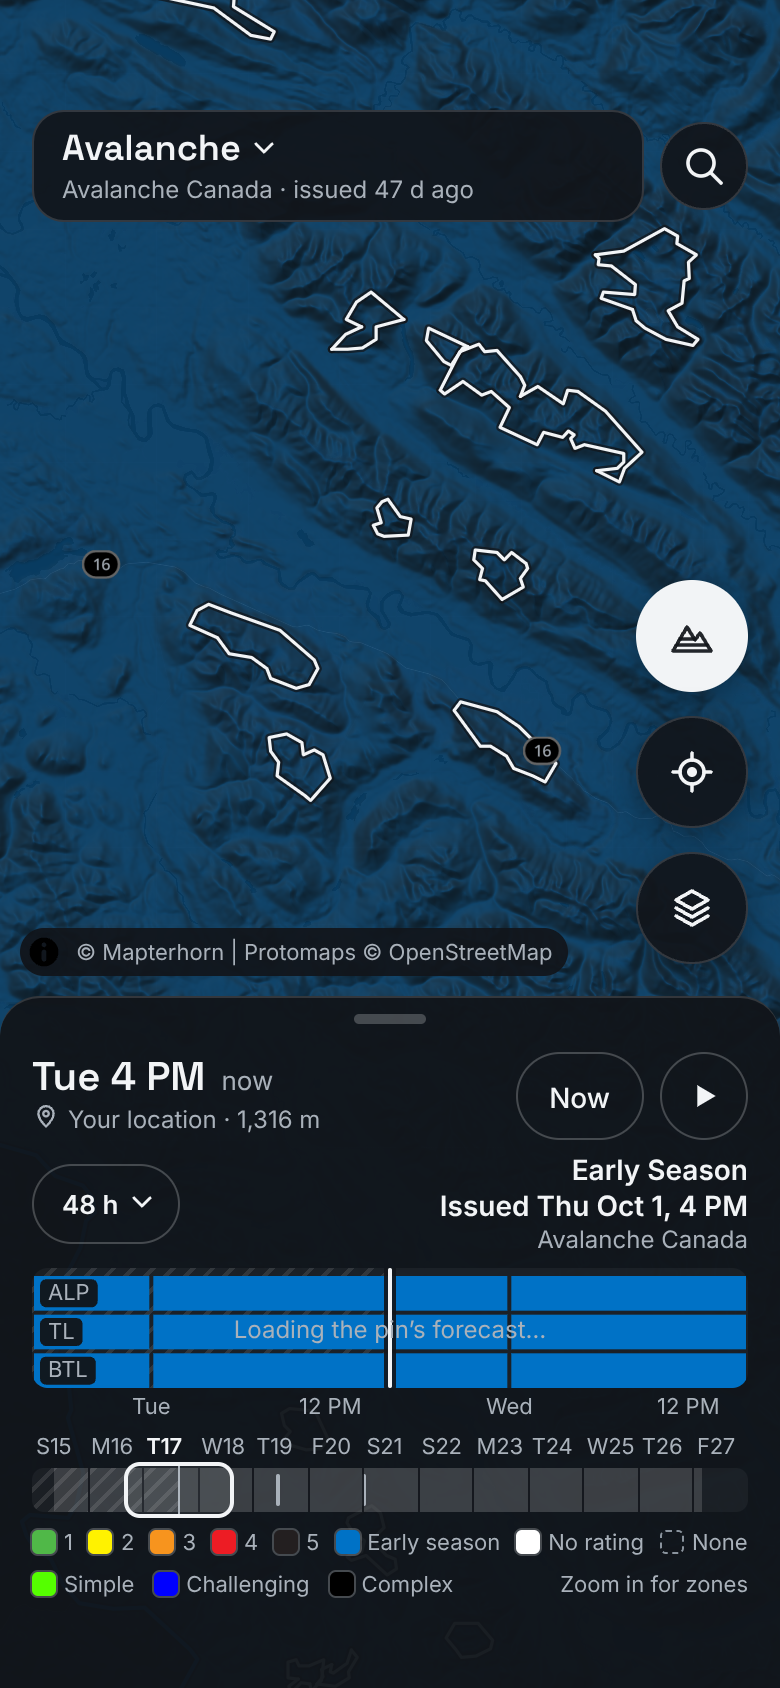 Avalanche
Avalanche Canada · issued 47 d ago
16
16
© Mapterhorn | Protomaps © OpenStreetMap
Tue 4 PM now
Now
Your location · 1,316 m
48 h
Early Season
Issued Thu Oct 1, 4 PM
Avalanche Canada
ALP
TL
Loading the pin’s forecast...
BTL
Tue 12 PM Wed 12 PM
S15 M16 T17 W18 T19 F20 S21 S22 M23 T24 W25 T26 F27
1 2 3 4 5 Early season No rating None
Simple Challenging Complex Zoom in for zones